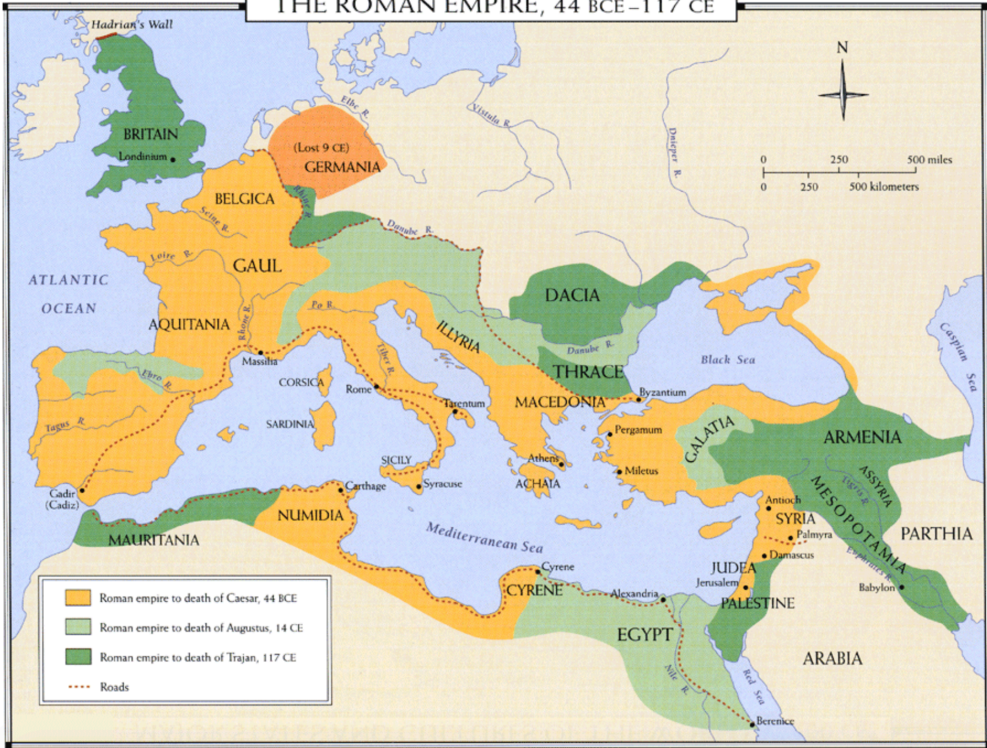 THE ROMAN EMPIRE, 44 BCE–117 CE
Hadrian's Wall
N
BRITAIN
Londinium
Elbe R.
(Lost 9 CE)
GERMANIA
Vistula R.
Dnieper R.
0 250 500 miles
0 250 500 kilometers
BELGICA
Rhine R.
Seine R.
Danube R.
Loire R.
GAUL
ATLANTIC
OCEAN
DACIA
Caspian Sea
Po R.
AQUITANIA
Rhone R.
ILLYRIA
Danube R.
Black Sea
Massilia
Tiber R.
THRACE
Ebro R.
CORSICA
Rome
Byzantium
MACEDONIA
Tarentum
Tagus R.
SARDINIA
Pergamum
GALATIA
ARMENIA
SICILY
Athens
Miletus
ASSYRIA
Gadir
(Cadiz)
Carthage
Syracuse
ACHAIA
Tigris R.
MESOPOTAMIA
Antioch
NUMIDIA
SYRIA
PARTHIA
MAURITANIA
Mediterranean Sea
Palmyra
Damascus
Euphrates R.
Cyrene
JUDEA
Jerusalem
Babylon
CYRENE
Alexandria
PALESTINE
EGYPT
ARABIA
Nile R.
Red Sea
Berenice
Roman empire to death of Caesar, 44 BCE
Roman empire to death of Augustus, 14 CE
Roman empire to death of Trajan, 117 CE
Roads